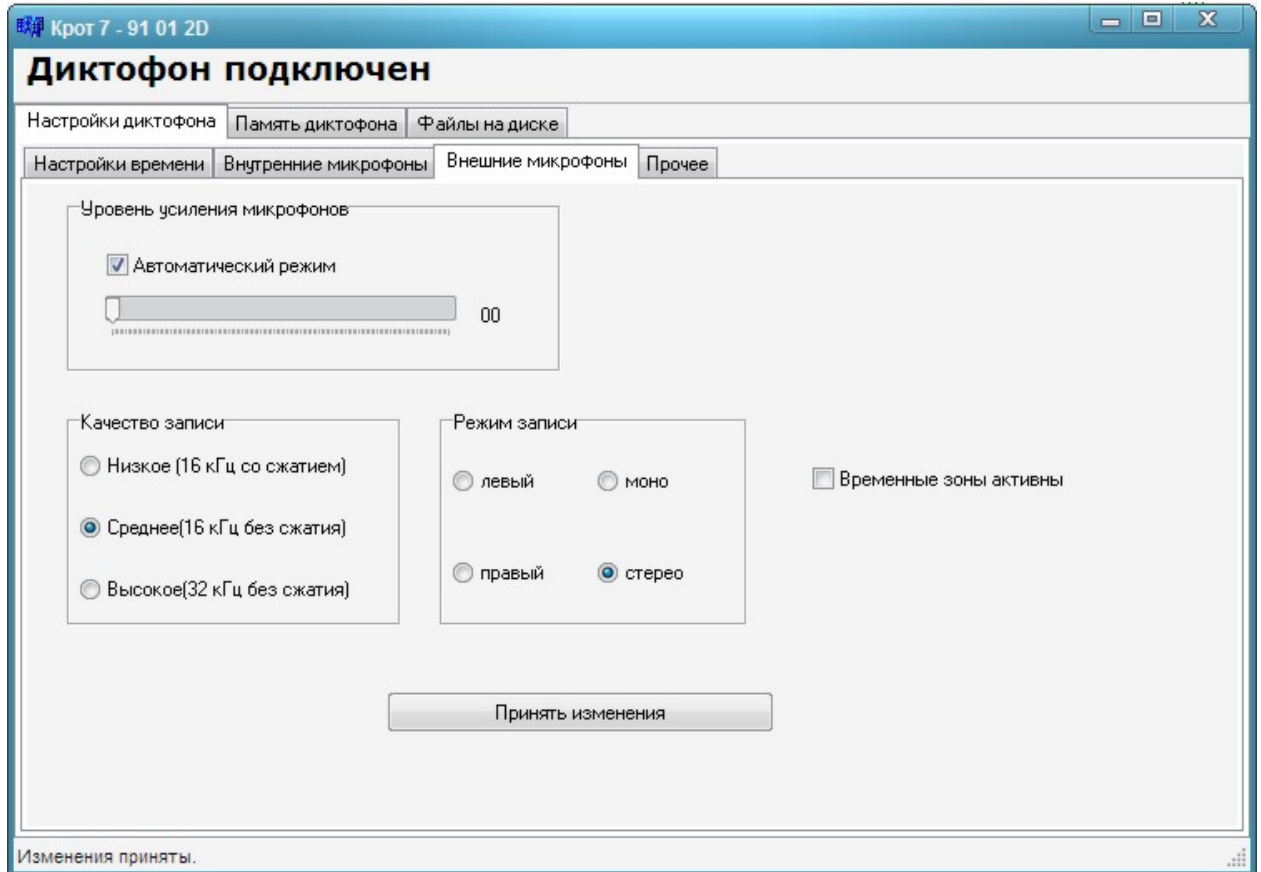 Крот 7 - 91 01 2D
Диктофон подключен
Настройки диктофона Память диктофона Файлы на диске
Настройки времени Внутренние микрофоны Внешние микрофоны Прочее
Уровень усиления микрофонов
Автоматический режим
00
Качество записи
Низкое (16 кГц со сжатием)
Среднее(16 кГц без сжатия)
Высокое(32 кГц без сжатия)
Режим записи
левый моно
правый стерео
Временные зоны активны
Принять изменения
Изменения приняты.